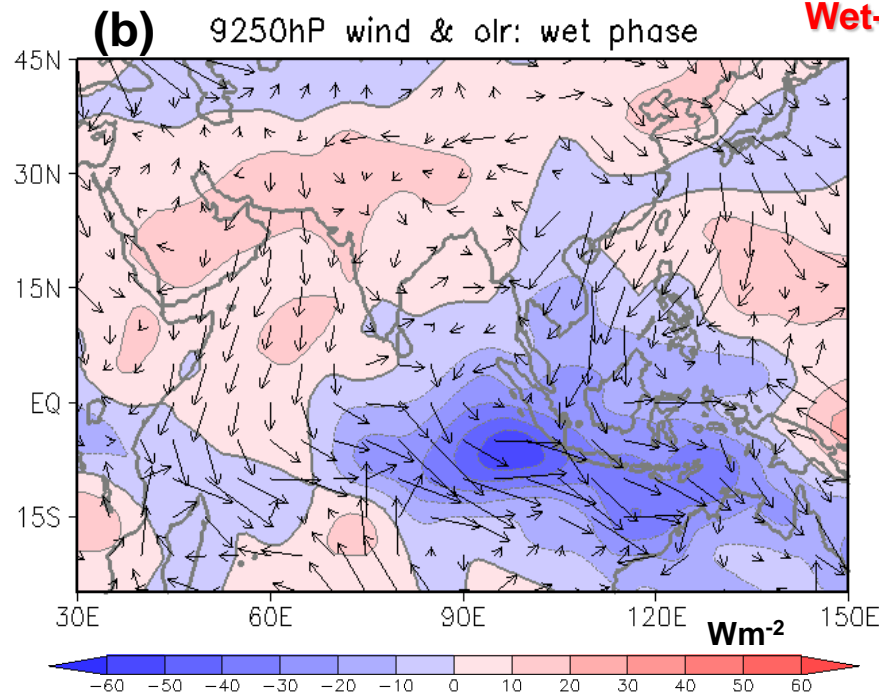 Wet-
(b) 9250hP wind & olr: wet phase
45N
30N
15N
EQ
15S
30E 60E 90E 120E 150E
Wm-2
−60 −50 −40 −30 −20 −10 0 10 20 30 40 50 60